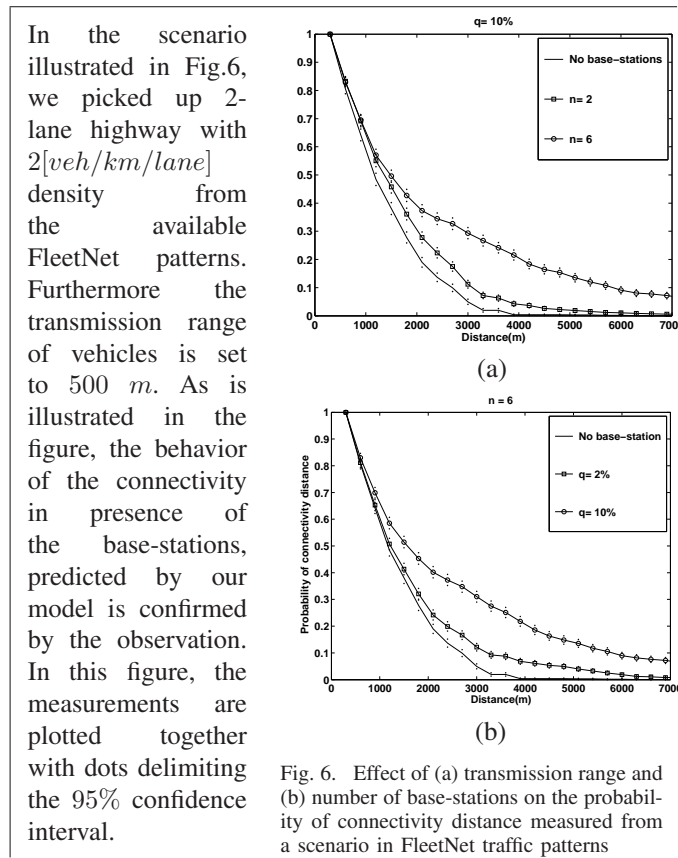 In the scenario
illustrated in Fig.6,
we picked up 2-
lane highway with
2[veh/km/lane]
density from
the available
FleetNet patterns.
Furthermore the
transmission range
of vehicles is set
to 500 m. As is
illustrated in the
figure, the behavior
of the connectivity
in presence of
the base-stations,
predicted by our
model is confirmed
by the observation.
In this figure, the
measurements are
plotted together
with dots delimiting
the 95% confidence
interval.
q= 10%
1
0.9
0.8
0.7
0.6
0.5
0.4
0.3
0.2
0.1
0
No base-stations
n= 2
n= 6
0 1000 2000 3000 4000 5000 6000 7000
Distance(m)
(a)
n = 6
Probability of connectivity distance
1
0.9
0.8
0.7
0.6
0.5
0.4
0.3
0.2
0.1
0
No base-station
q= 2%
q= 10%
0 1000 2000 3000 4000 5000 6000 7000
Distance(m)
(b)
Fig. 6. Effect of (a) transmission range and
(b) number of base-stations on the probabil-
ity of connectivity distance measured from
a scenario in FleetNet traffic patterns